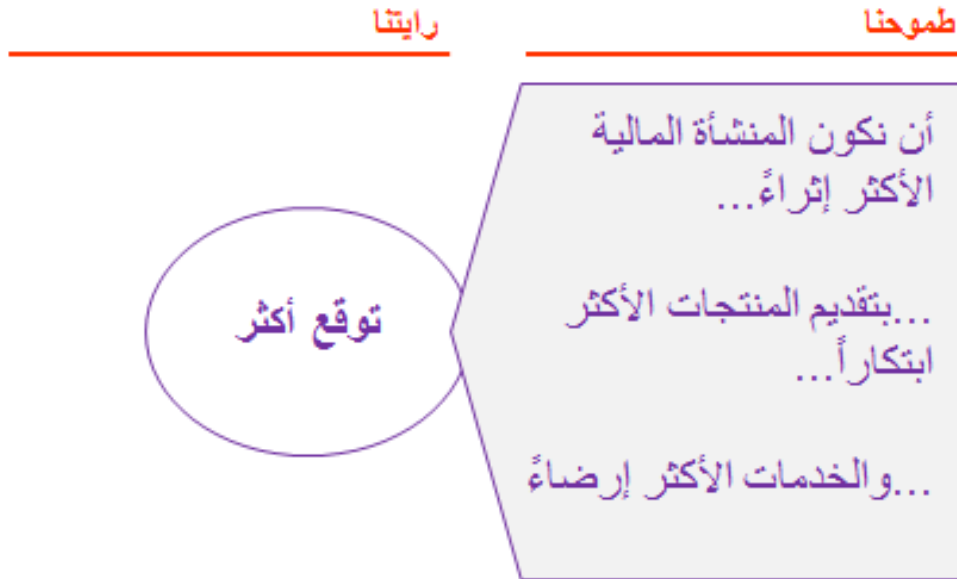 طموحنا
أن نكون المنشأة المالية
الأكثر إثراءً...
...بتقديم المنتجات الأكثر
ابتكاراً...
...والخدمات الأكثر إرضاءً
رايتنا
توقع أكثر